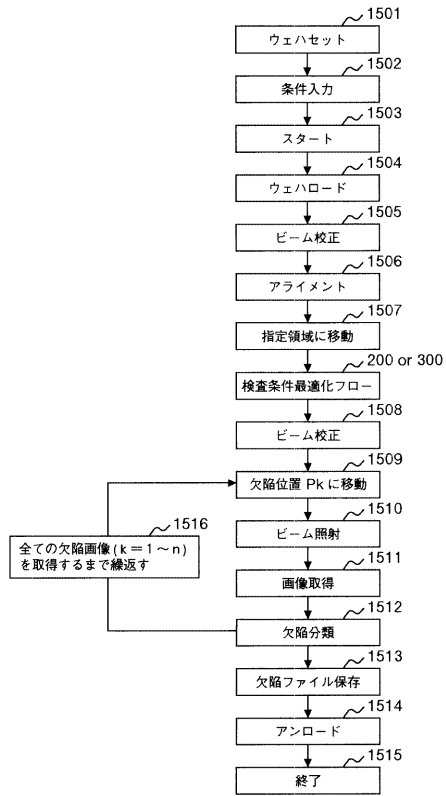 1501
ウェハセット
1502
条件入力
1503
スタート
1504
ウェハロード
1505
ビーム校正
1506
アライメント
1507
指定領域に移動
200 or 300
検査条件最適化フロー
1508
ビーム校正
1509
欠陥位置 Pkに移動
1510
ビーム照射
1516
全ての欠陥画像(k=1〜n)
を取得するまで繰返す
1511
画像取得
1512
欠陥分類
1513
欠陥ファイル保存
1514
アンロード
1515
終了